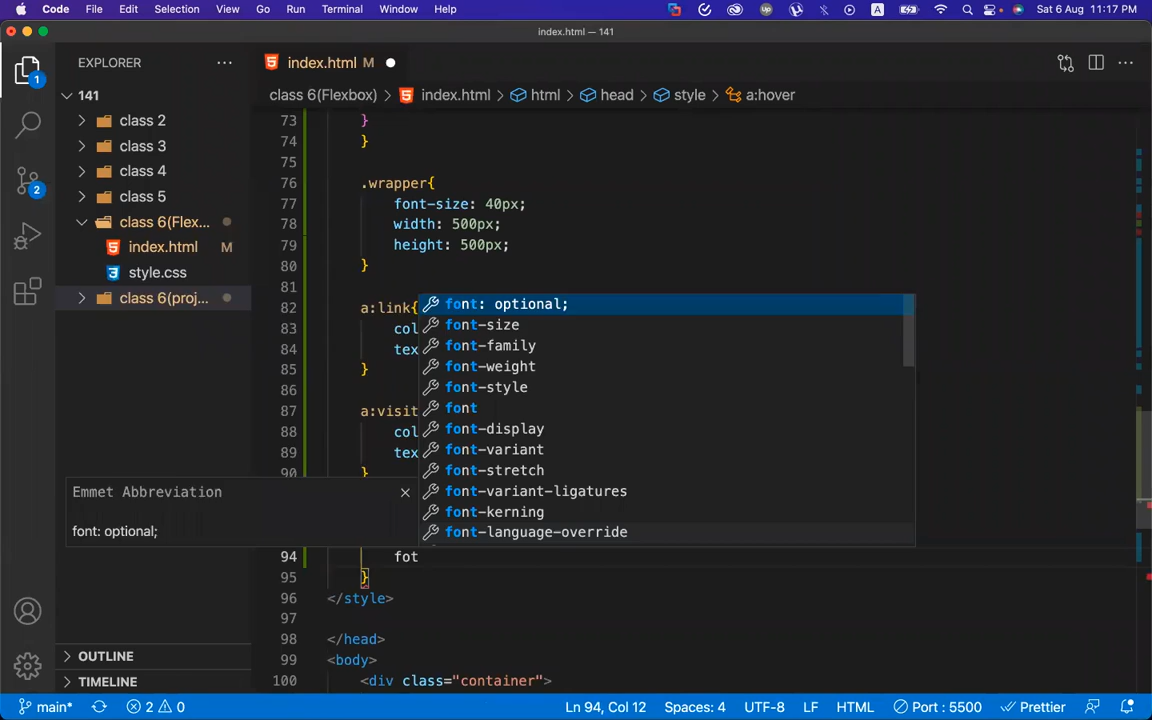 Code File Edit Selection View Go Run Terminal Window Help Up A Sat 6 Aug 11:17 PM
index.html — 141
EXPLORER
1
index.html M
141
class 6(Flexbox) > index.html > html > head > style > a:hover
class 2
class 3
class 4
class 5
class 6(Flex...
index.html M
style.css
class 6(proj...
2
73 }
74 }
75
76 .wrapper{
77 font-size: 40px;
78 width: 500px;
79 height: 500px;
80 }
81
82 a:link{
83 col
84 tex
85 }
86
87 a:visit
88 col
89 tex
90 }
font: optional;
font-size
font-family
font-weight
font-style
font
font-display
font-variant
font-stretch
font-variant-ligatures
font-kerning
font-language-override
Emmet Abbreviation
font: optional;
94 fot
95 }
96 </style>
97
98 </head>
99 <body>
100 <div class="container">
OUTLINE
TIMELINE
main* 2 0 Ln 94, Col 12 Spaces: 4 UTF-8 LF HTML Port : 5500 Prettier